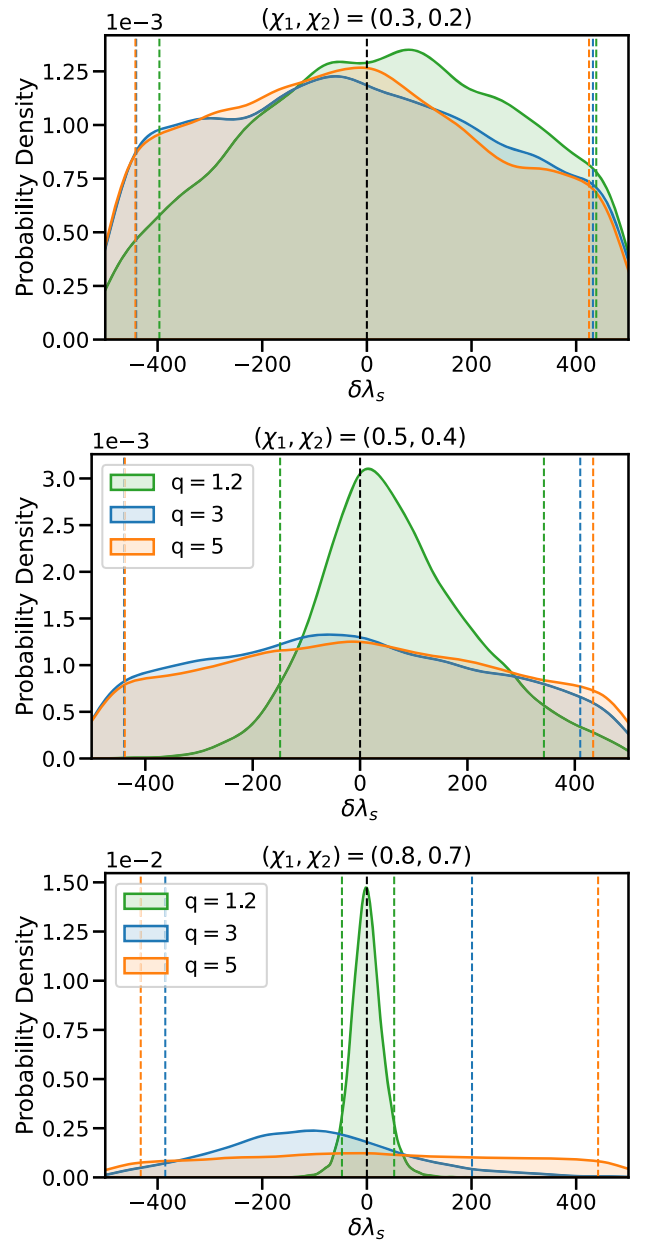 1e−3
(χ₁, χ₂) = (0.3, 0.2)
Probability Density
1.25
1.00
0.75
0.50
0.25
0.00
−400 −200 0 200 400
δλₛ
1e−3
(χ₁, χ₂) = (0.5, 0.4)
Probability Density
3.0
2.5
2.0
1.5
1.0
0.5
0.0
q = 1.2
q = 3
q = 5
−400 −200 0 200 400
δλₛ
1e−2
(χ₁, χ₂) = (0.8, 0.7)
Probability Density
1.50
1.25
1.00
0.75
0.50
0.25
0.00
q = 1.2
q = 3
q = 5
−400 −200 0 200 400
δλₛ